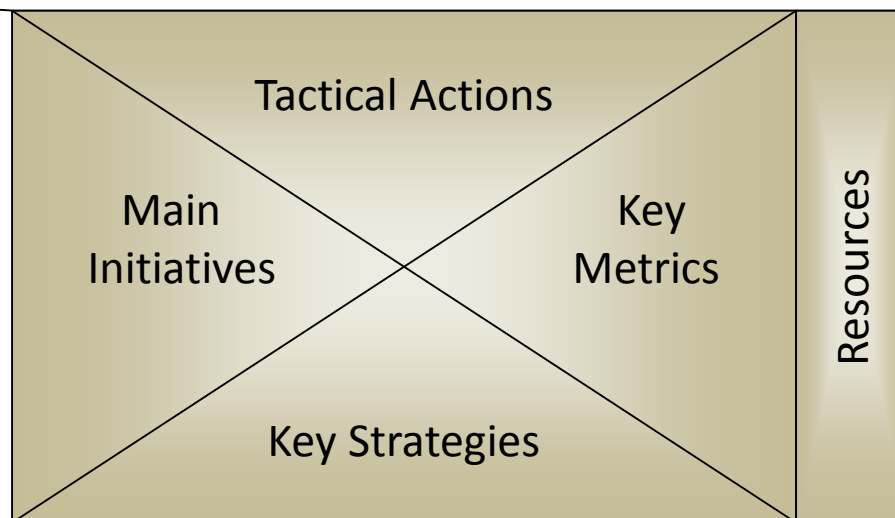 Tactical Actions
Main
Initiatives
Key
Metrics
Resources
Key Strategies